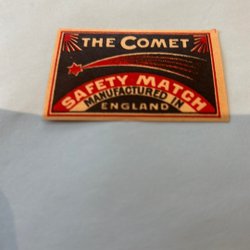 THE COMET
SAFETY MATCH
MANUFACTURED IN
ENGLAND